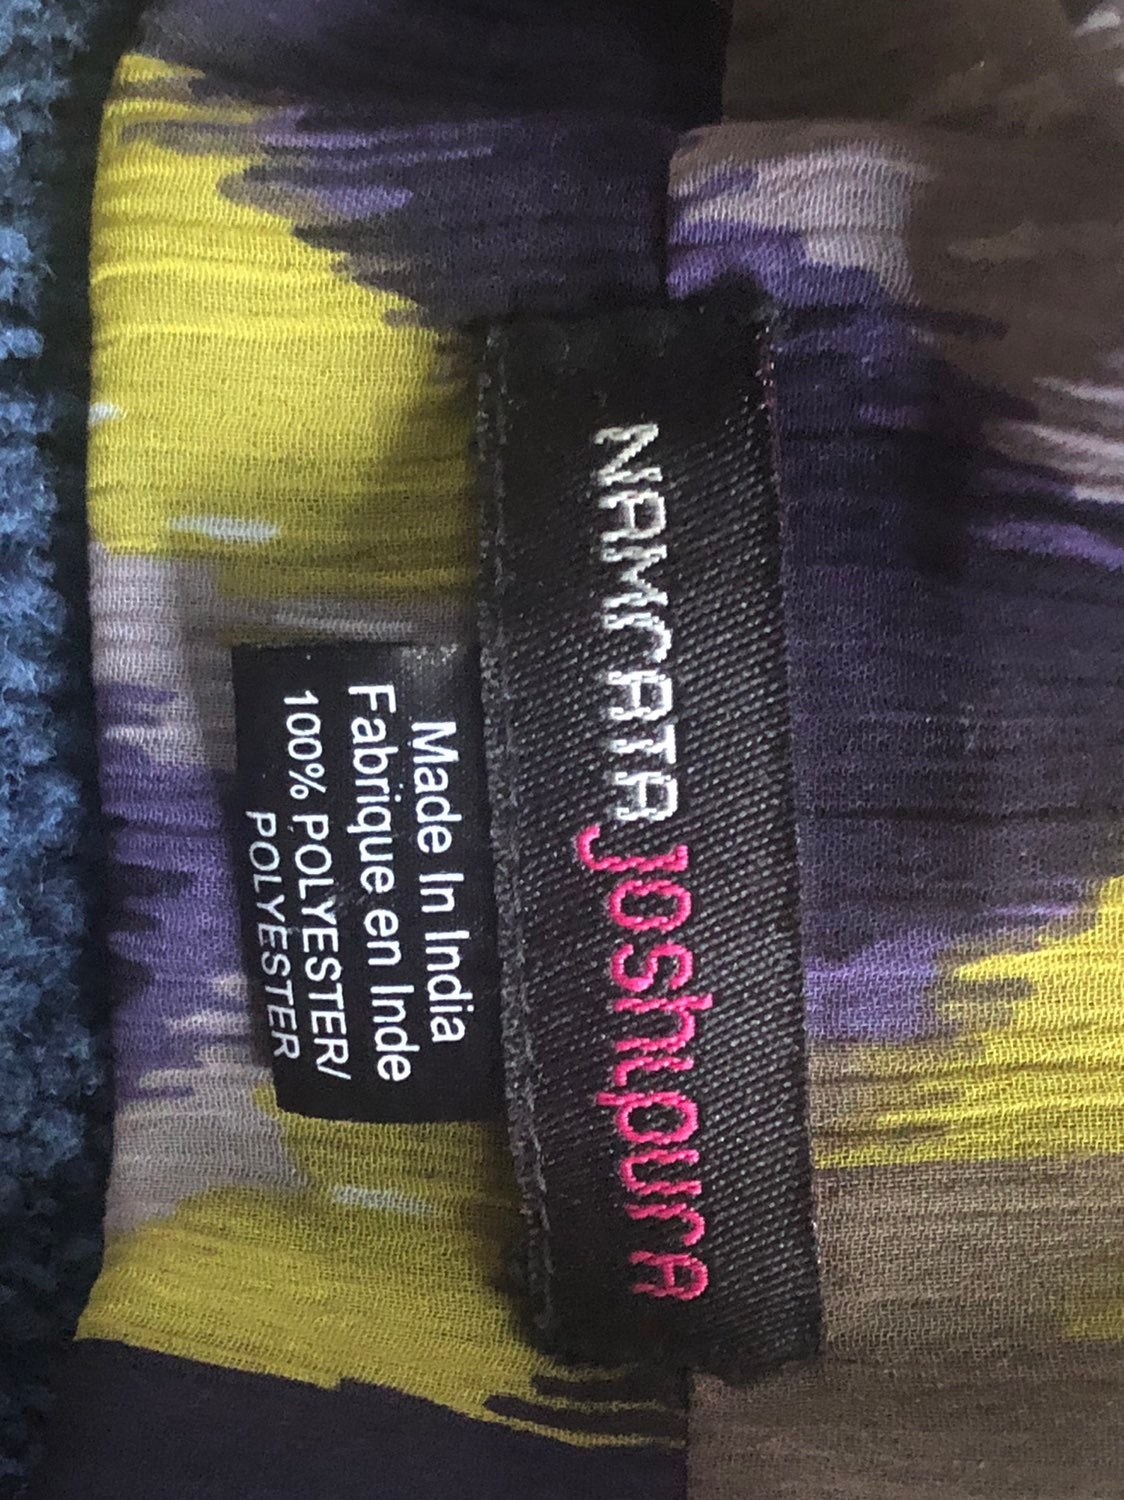 NAMrATA JOSHIPUrA
Made In India
Fabrique en Inde
100% POLYESTER/
POLYESTER